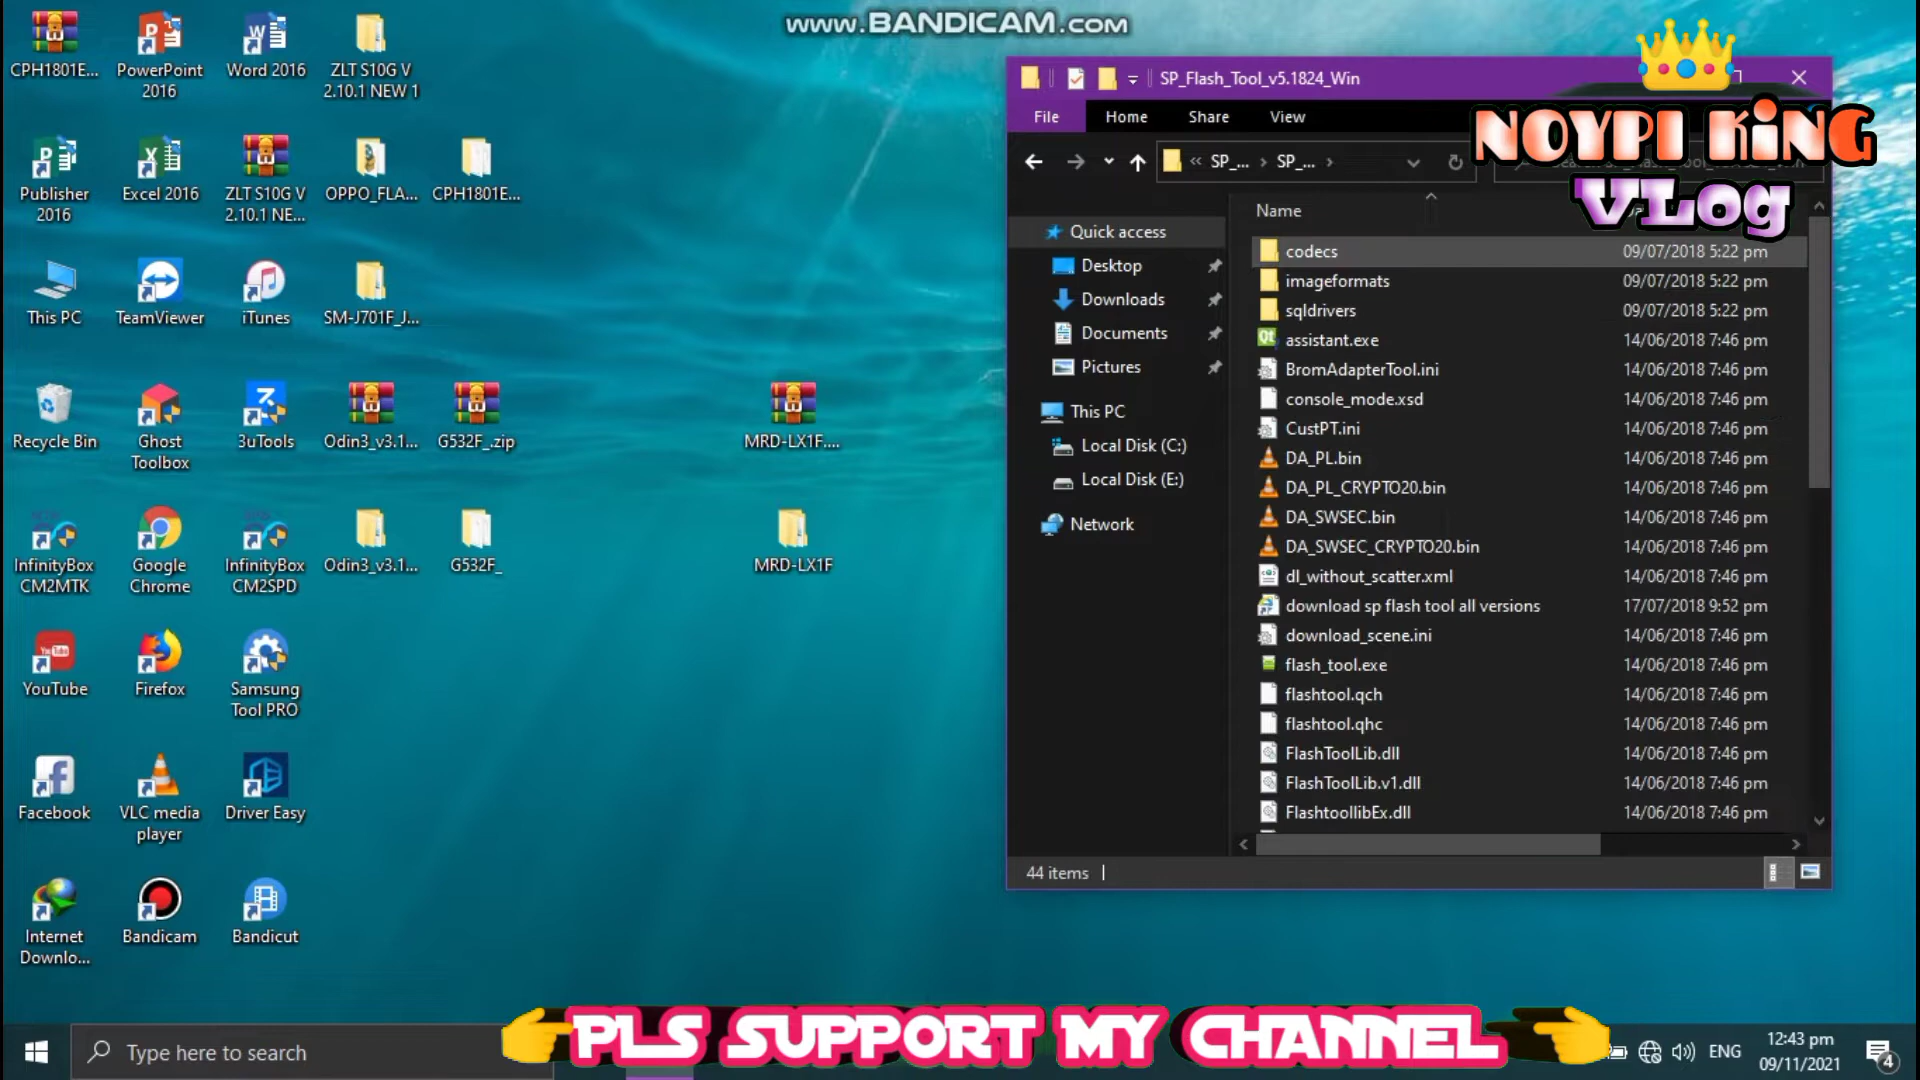 www.BANDICAM.com
CPH1801E...
PowerPoint
2016
Word 2016
ZLT S10G V
2.10.1 NEW 1
Publisher
2016
Excel 2016
ZLT S10G V
2.10.1 NE...
OPPO_FLA...
CPH1801E...
This PC
TeamViewer
iTunes
SM-J701F_J...
Recycle Bin
Ghost
Toolbox
3uTools
Odin3_v3.1...
G532F_.zip
MRD-LX1F....
InfinityBox
CM2MTK
Google
Chrome
InfinityBox
CM2SPD
Odin3_v3.1...
G532F_
MRD-LX1F
YouTube
Firefox
Samsung
Tool PRO
Facebook
VLC media
player
Driver Easy
Internet
Downlo...
Bandicam
Bandicut
SP_Flash_Tool_v5.1824_Win
File Home Share View
« SP_... › SP_... ›
NOYPI KiNG
VLog
Quick access
Desktop
Downloads
Documents
Pictures
This PC
Local Disk (C:)
Local Disk (E:)
Network
Name
codecs 09/07/2018 5:22 pm
imageformats 09/07/2018 5:22 pm
sqldrivers 09/07/2018 5:22 pm
assistant.exe 14/06/2018 7:46 pm
BromAdapterTool.ini 14/06/2018 7:46 pm
console_mode.xsd 14/06/2018 7:46 pm
CustPT.ini 14/06/2018 7:46 pm
DA_PL.bin 14/06/2018 7:46 pm
DA_PL_CRYPTO20.bin 14/06/2018 7:46 pm
DA_SWSEC.bin 14/06/2018 7:46 pm
DA_SWSEC_CRYPTO20.bin 14/06/2018 7:46 pm
dl_without_scatter.xml 14/06/2018 7:46 pm
download sp flash tool all versions 17/07/2018 9:52 pm
download_scene.ini 14/06/2018 7:46 pm
flash_tool.exe 14/06/2018 7:46 pm
flashtool.qch 14/06/2018 7:46 pm
flashtool.qhc 14/06/2018 7:46 pm
FlashToolLib.dll 14/06/2018 7:46 pm
FlashToolLib.v1.dll 14/06/2018 7:46 pm
FlashtoollibEx.dll 14/06/2018 7:46 pm
44 items
PLS SUPPORT MY CHANNEL
Type here to search
ENG
12:43 pm
09/11/2021
4